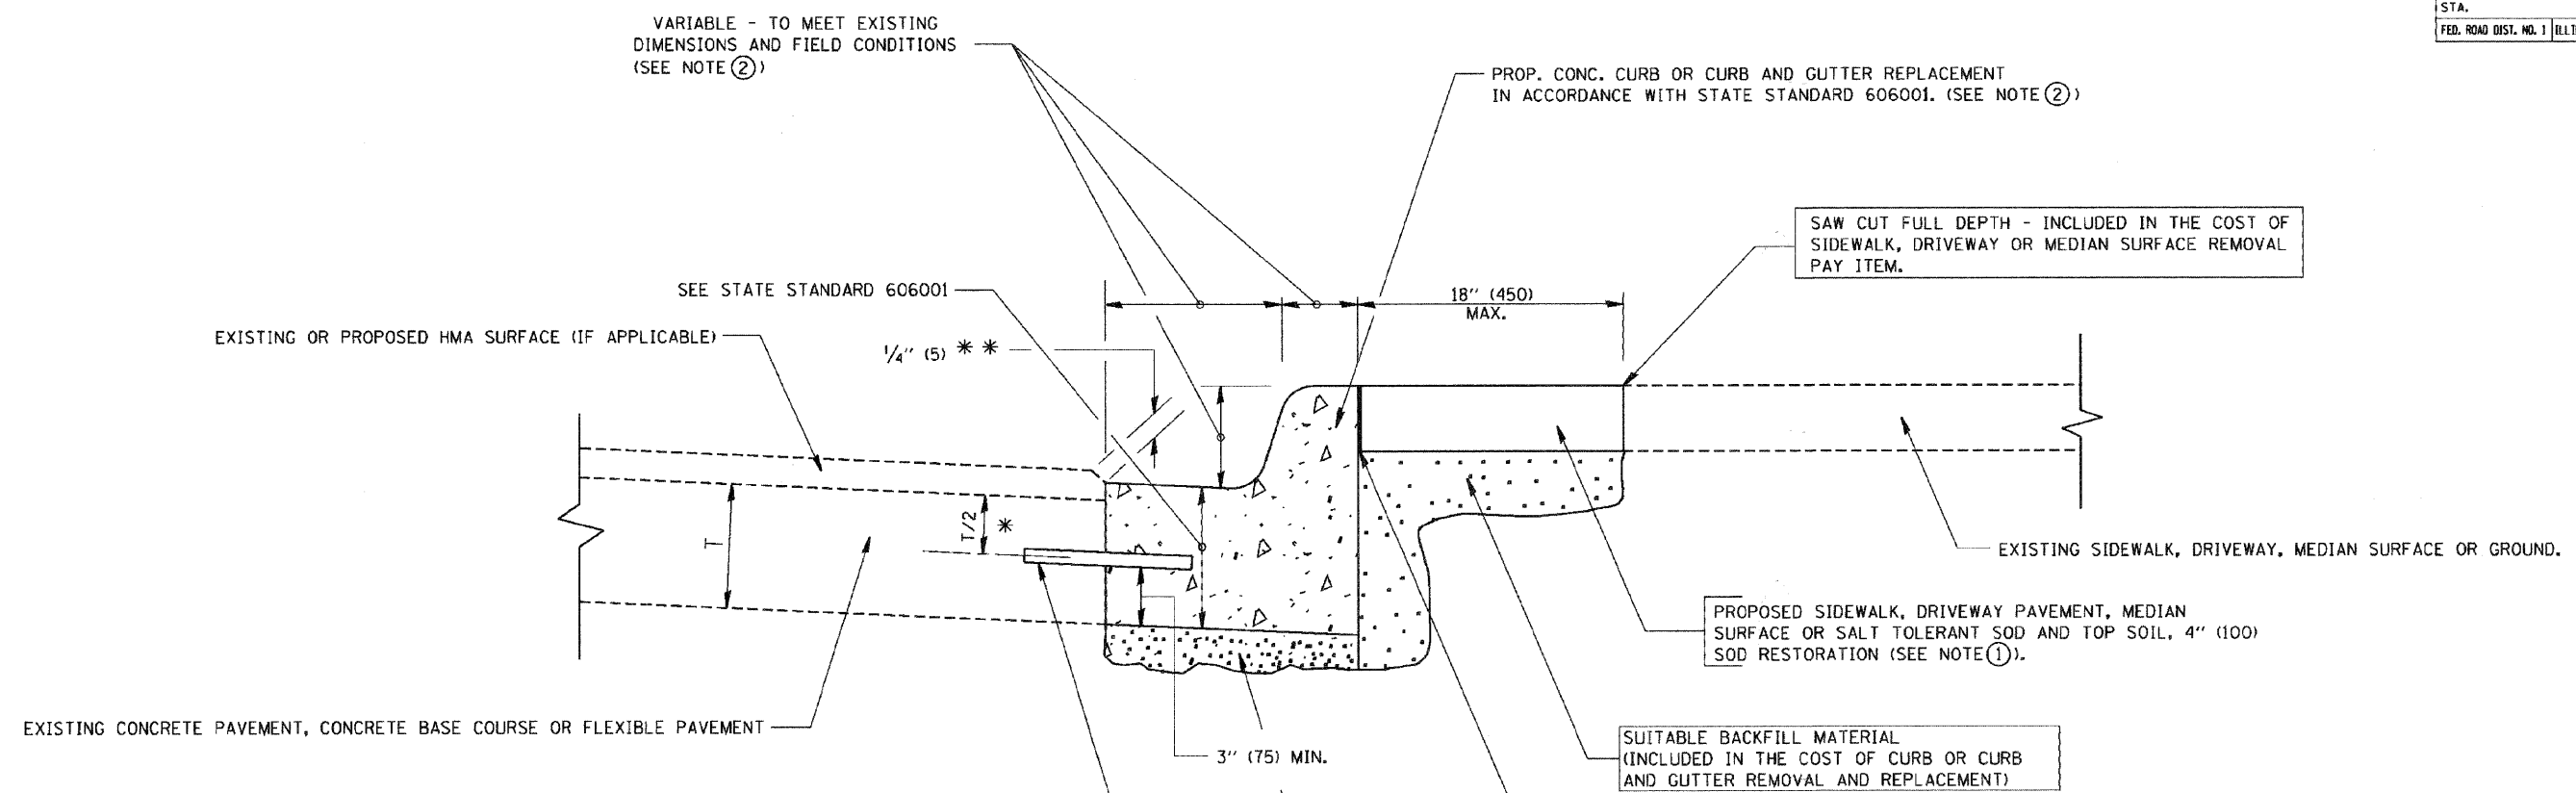 STA.
FED. ROAD DIST. NO. 1
VARIABLE - TO MEET EXISTING
DIMENSIONS AND FIELD CONDITIONS
(SEE NOTE ②)
PROP. CONC. CURB OR CURB AND GUTTER REPLACEMENT
IN ACCORDANCE WITH STATE STANDARD 606001. (SEE NOTE ②)
SAW CUT FULL DEPTH - INCLUDED IN THE COST OF
SIDEWALK, DRIVEWAY OR MEDIAN SURFACE REMOVAL
PAY ITEM.
SEE STATE STANDARD 606001
18" (450)
MAX.
EXISTING OR PROPOSED HMA SURFACE (IF APPLICABLE)
1/4" (5) * *
T
T/2 *
EXISTING SIDEWALK, DRIVEWAY, MEDIAN SURFACE OR GROUND.
PROPOSED SIDEWALK, DRIVEWAY PAVEMENT, MEDIAN
SURFACE OR SALT TOLERANT SOD AND TOP SOIL, 4" (100)
SOD RESTORATION (SEE NOTE ①).
EXISTING CONCRETE PAVEMENT, CONCRETE BASE COURSE OR FLEXIBLE PAVEMENT
3" (75) MIN.
SUITABLE BACKFILL MATERIAL
(INCLUDED IN THE COST OF CURB OR CURB
AND GUTTER REMOVAL AND REPLACEMENT)